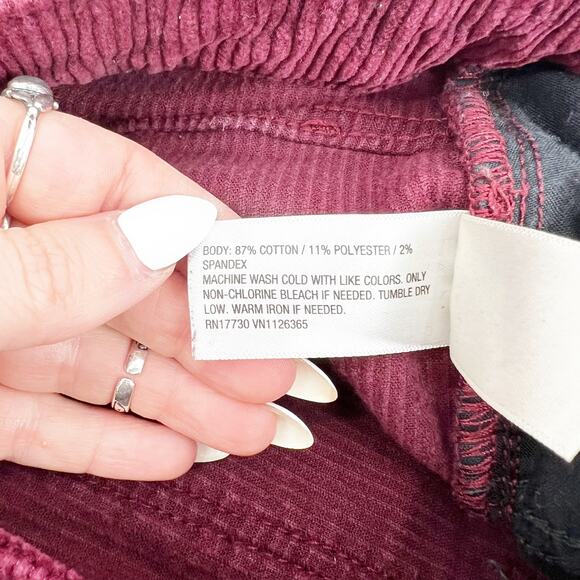 BODY: 87% COTTON / 11% POLYESTER / 2%
SPANDEX
MACHINE WASH COLD WITH LIKE COLORS. ONLY
NON-CHLORINE BLEACH IF NEEDED. TUMBLE DRY
LOW. WARM IRON IF NEEDED.
RN17730 VN1126365